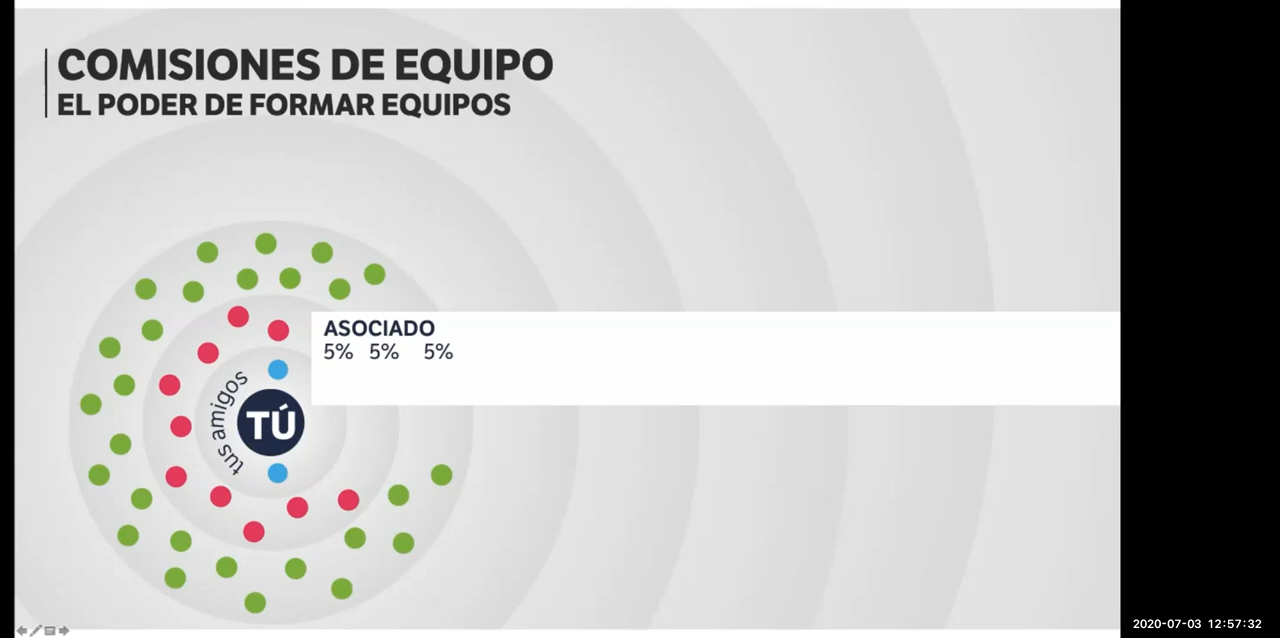 COMISIONES DE EQUIPO
EL PODER DE FORMAR EQUIPOS
ASOCIADO
5% 5% 5%
tus amigos
TÚ
2020-07-03 12:57:32